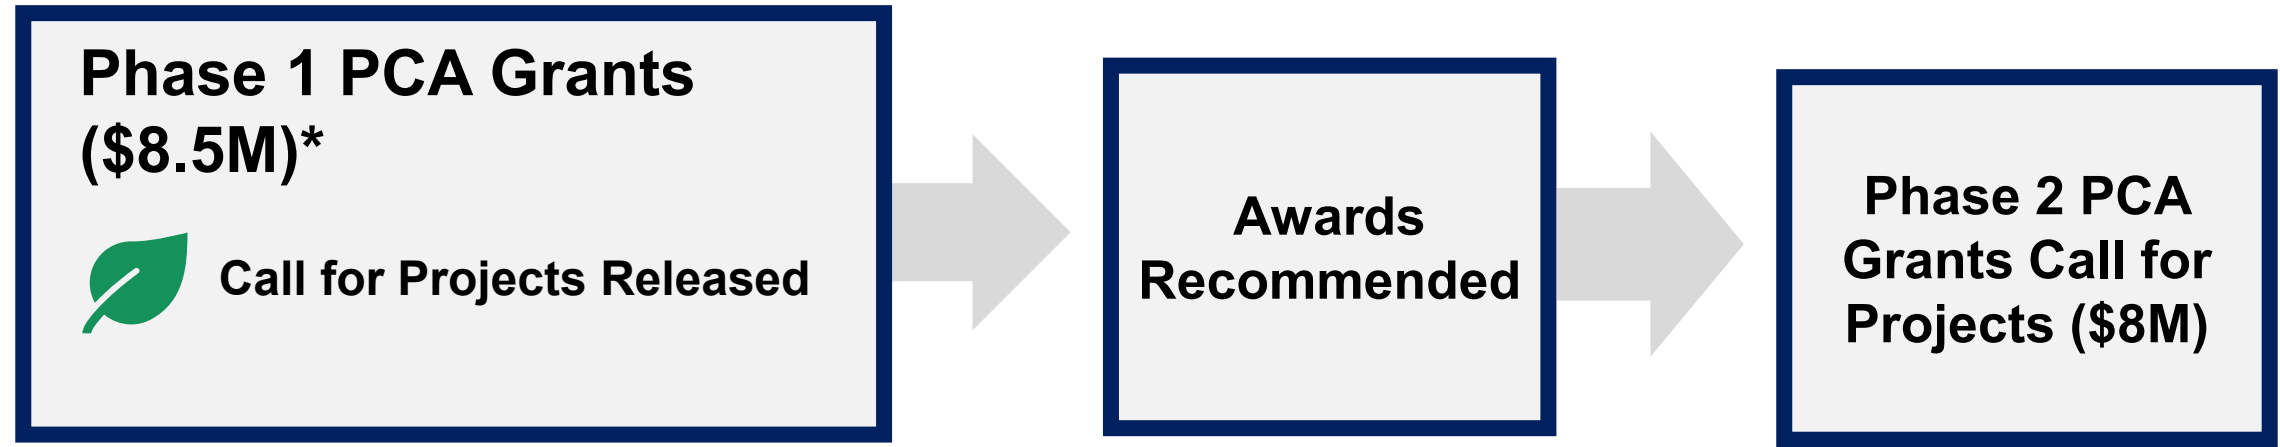 Phase 1 PCA Grants
($8.5M)*
Call for Projects Released
Awards
Recommended
Phase 2 PCA
Grants Call for
Projects ($8M)